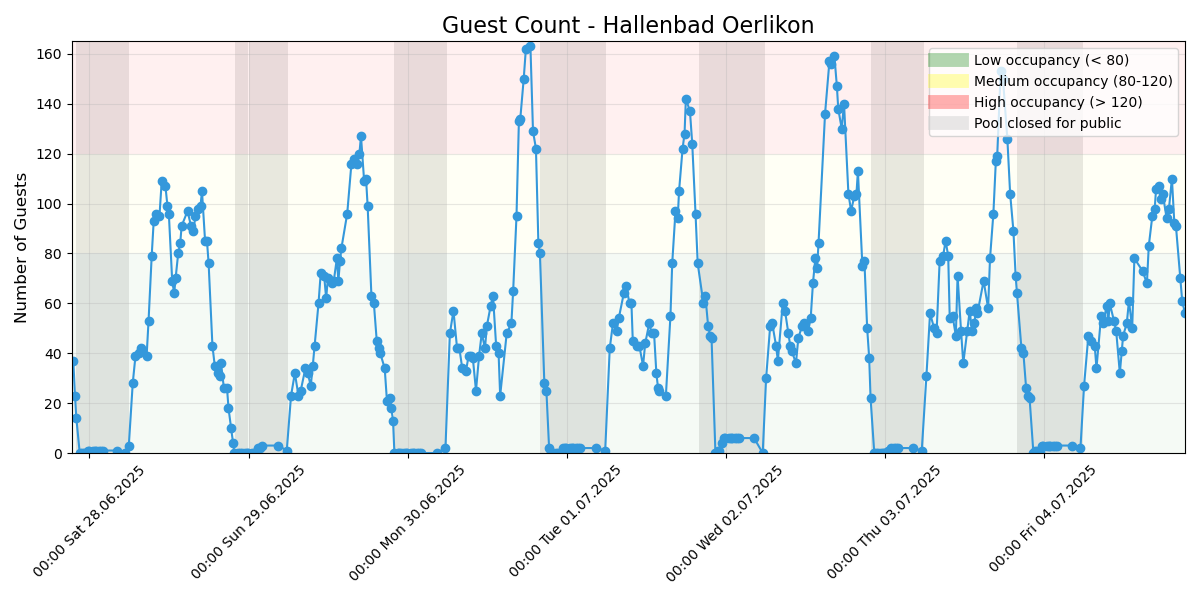 Guest Count - Hallenbad Oerlikon
Low occupancy (< 80)
Medium occupancy (80-120)
High occupancy (> 120)
Pool closed for public
Number of Guests
160
140
120
100
80
60
40
20
0
00:00 Sat 28.06.2025
00:00 Sun 29.06.2025
00:00 Mon 30.06.2025
00:00 Tue 01.07.2025
00:00 Wed 02.07.2025
00:00 Thu 03.07.2025
00:00 Fri 04.07.2025